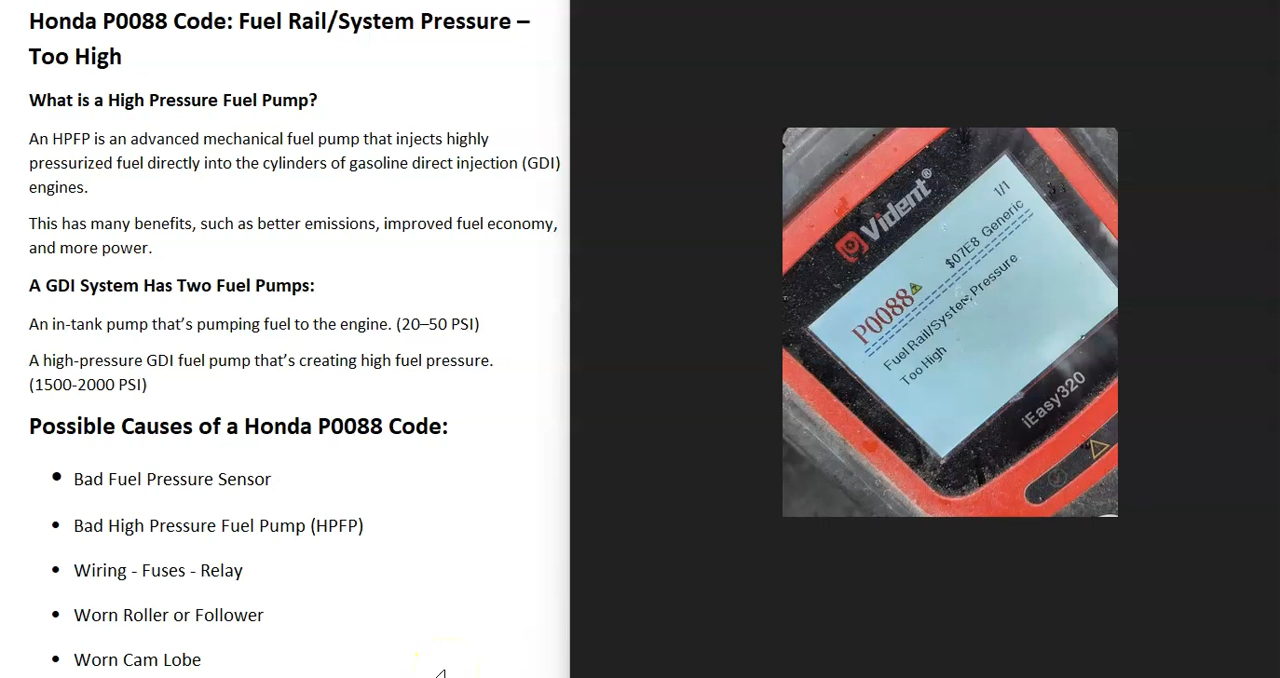 Honda P0088 Code: Fuel Rail/System Pressure –
Too High
What is a High Pressure Fuel Pump?
An HPFP is an advanced mechanical fuel pump that injects highly
pressurized fuel directly into the cylinders of gasoline direct injection (GDI)
engines.
This has many benefits, such as better emissions, improved fuel economy,
and more power.
A GDI System Has Two Fuel Pumps:
An in-tank pump that’s pumping fuel to the engine. (20–50 PSI)
A high-pressure GDI fuel pump that’s creating high fuel pressure.
(1500-2000 PSI)
Possible Causes of a Honda P0088 Code:
• Bad Fuel Pressure Sensor
• Bad High Pressure Fuel Pump (HPFP)
• Wiring - Fuses - Relay
• Worn Roller or Follower
• Worn Cam Lobe
Vident®
1/1
P0088 $07E8 Generic
Fuel Rail/System Pressure
Too High
iEasy320